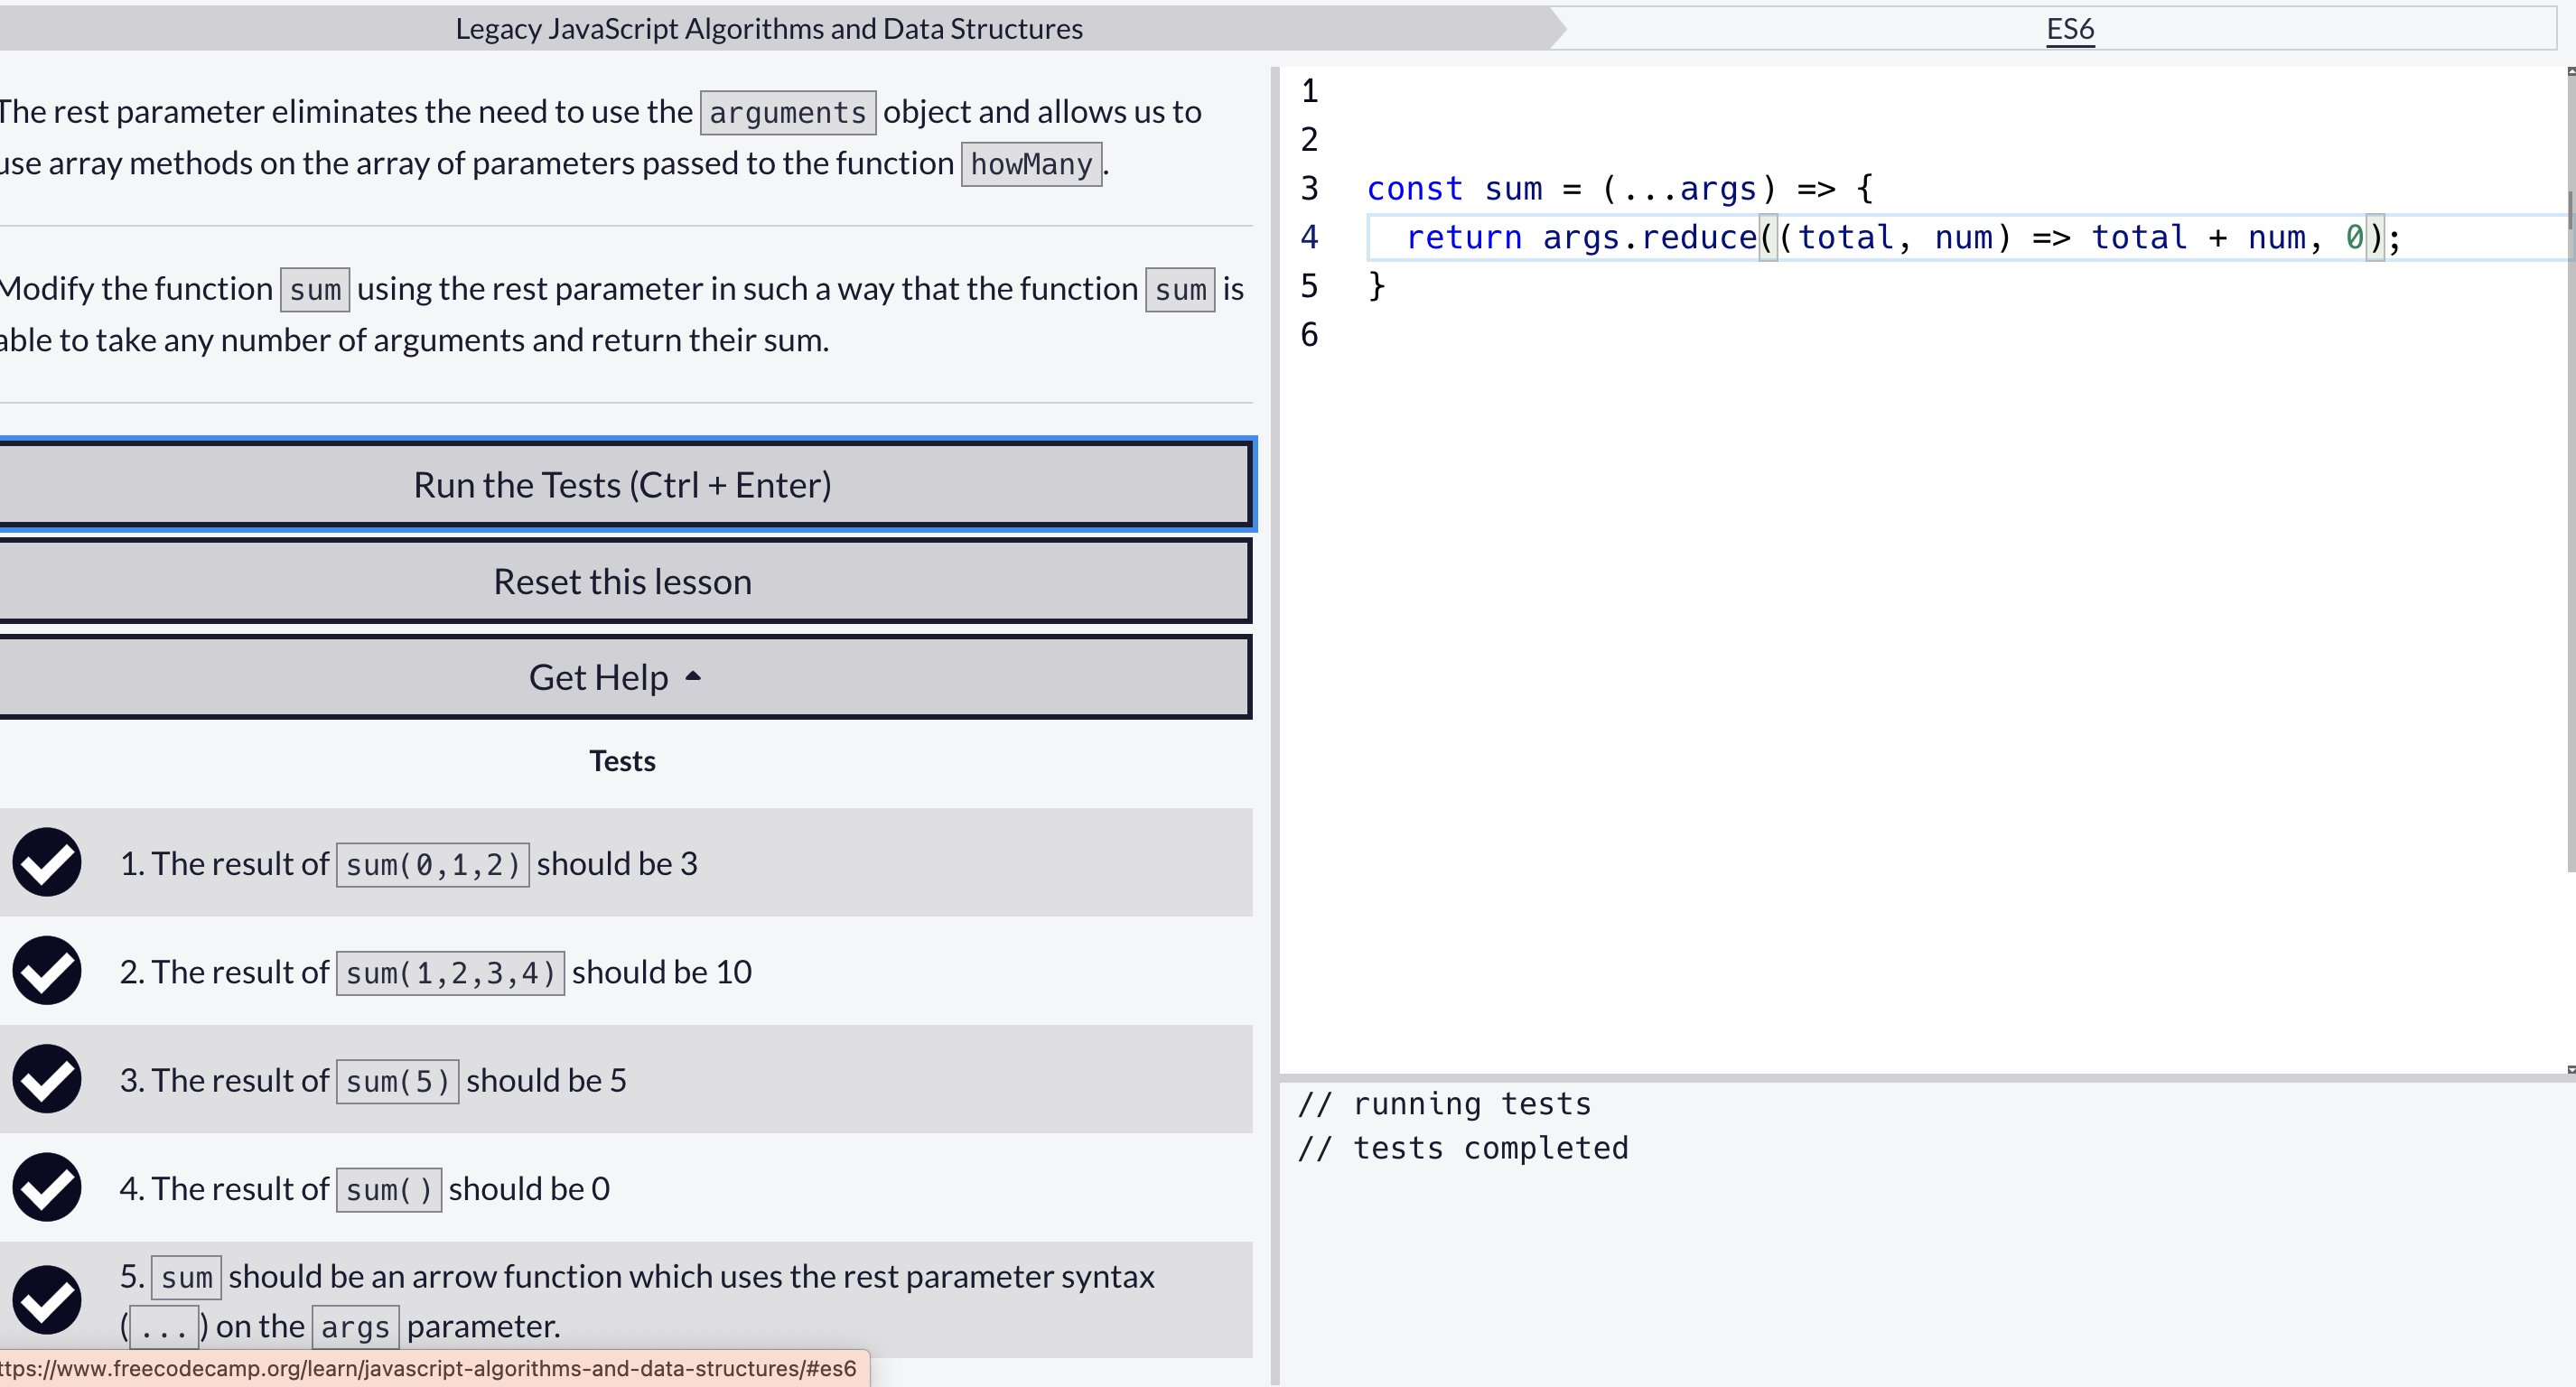 Legacy JavaScript Algorithms and Data Structures
ES6
The rest parameter eliminates the need to use the arguments object and allows us to
use array methods on the array of parameters passed to the function howMany.
Modify the function sum using the rest parameter in such a way that the function sum is
able to take any number of arguments and return their sum.
Run the Tests (Ctrl + Enter)
Reset this lesson
Get Help
Tests
1. The result of sum(0,1,2) should be 3
2. The result of sum(1,2,3,4) should be 10
3. The result of sum(5) should be 5
4. The result of sum() should be 0
5. sum should be an arrow function which uses the rest parameter syntax
(...) on the args parameter.
ttps://www.freecodecamp.org/learn/javascript-algorithms-and-data-structures/#es6
1
2
3 const sum = (...args) => {
4 return args.reduce((total, num) => total + num, 0);
5 }
6
// running tests
// tests completed